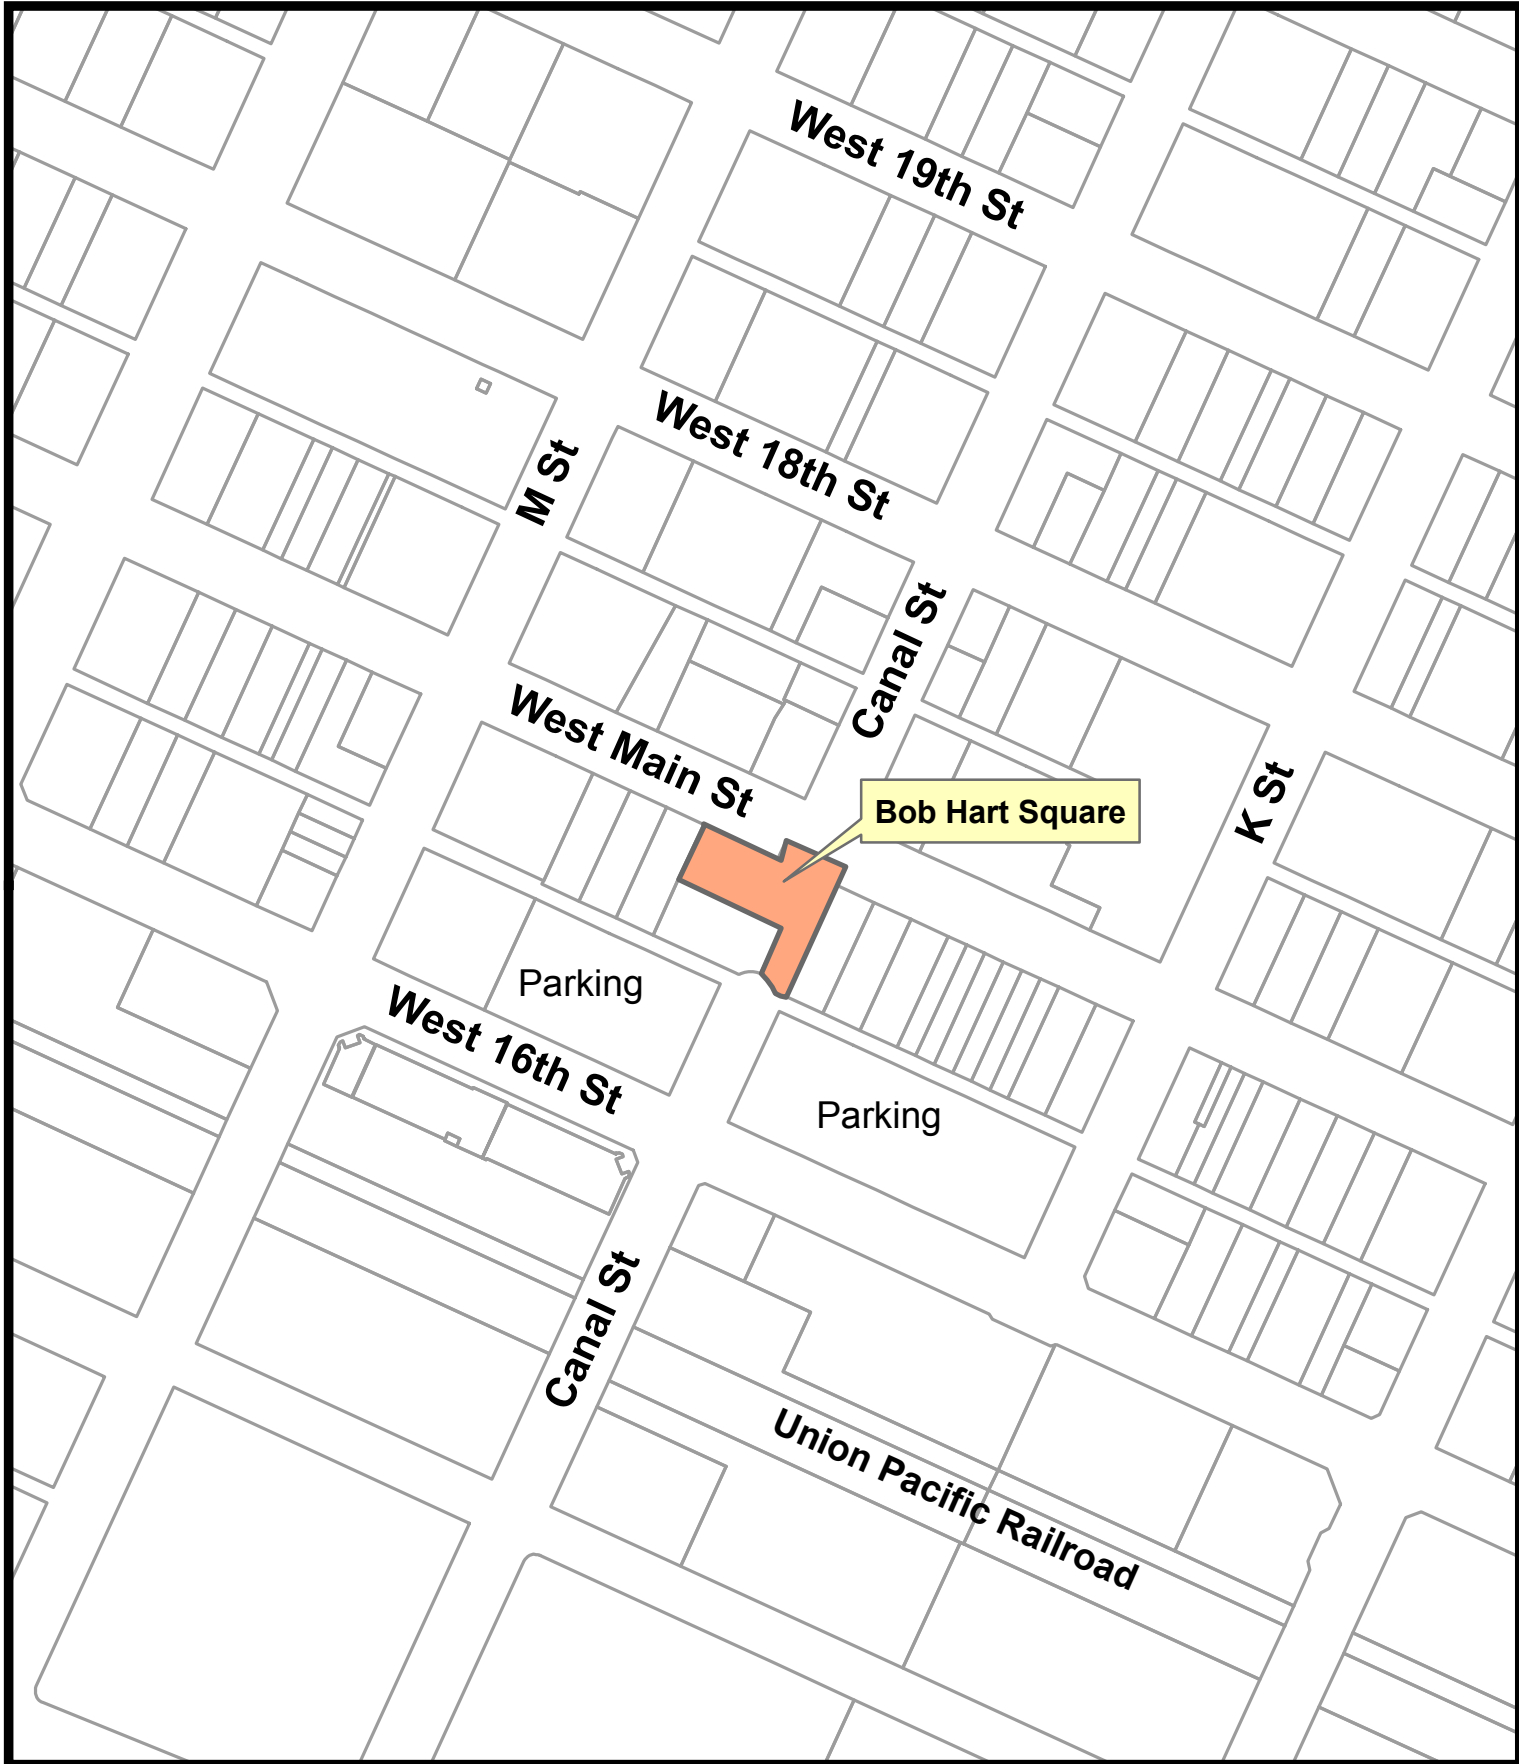 West 19th St
West 18th St
M St
Canal St
West Main St
K St
Bob Hart Square
Parking
West 16th St
Parking
Canal St
Union Pacific Railroad